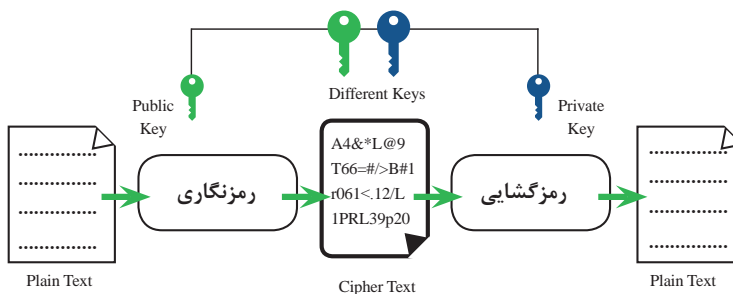 Different Keys
Public
Key
Private
Key
A4&*L@9
T66=#/>B#1
r061<.12/L
1PRL39p20
رمزنگاری
رمزگشایی
Plain Text
Cipher Text
Plain Text